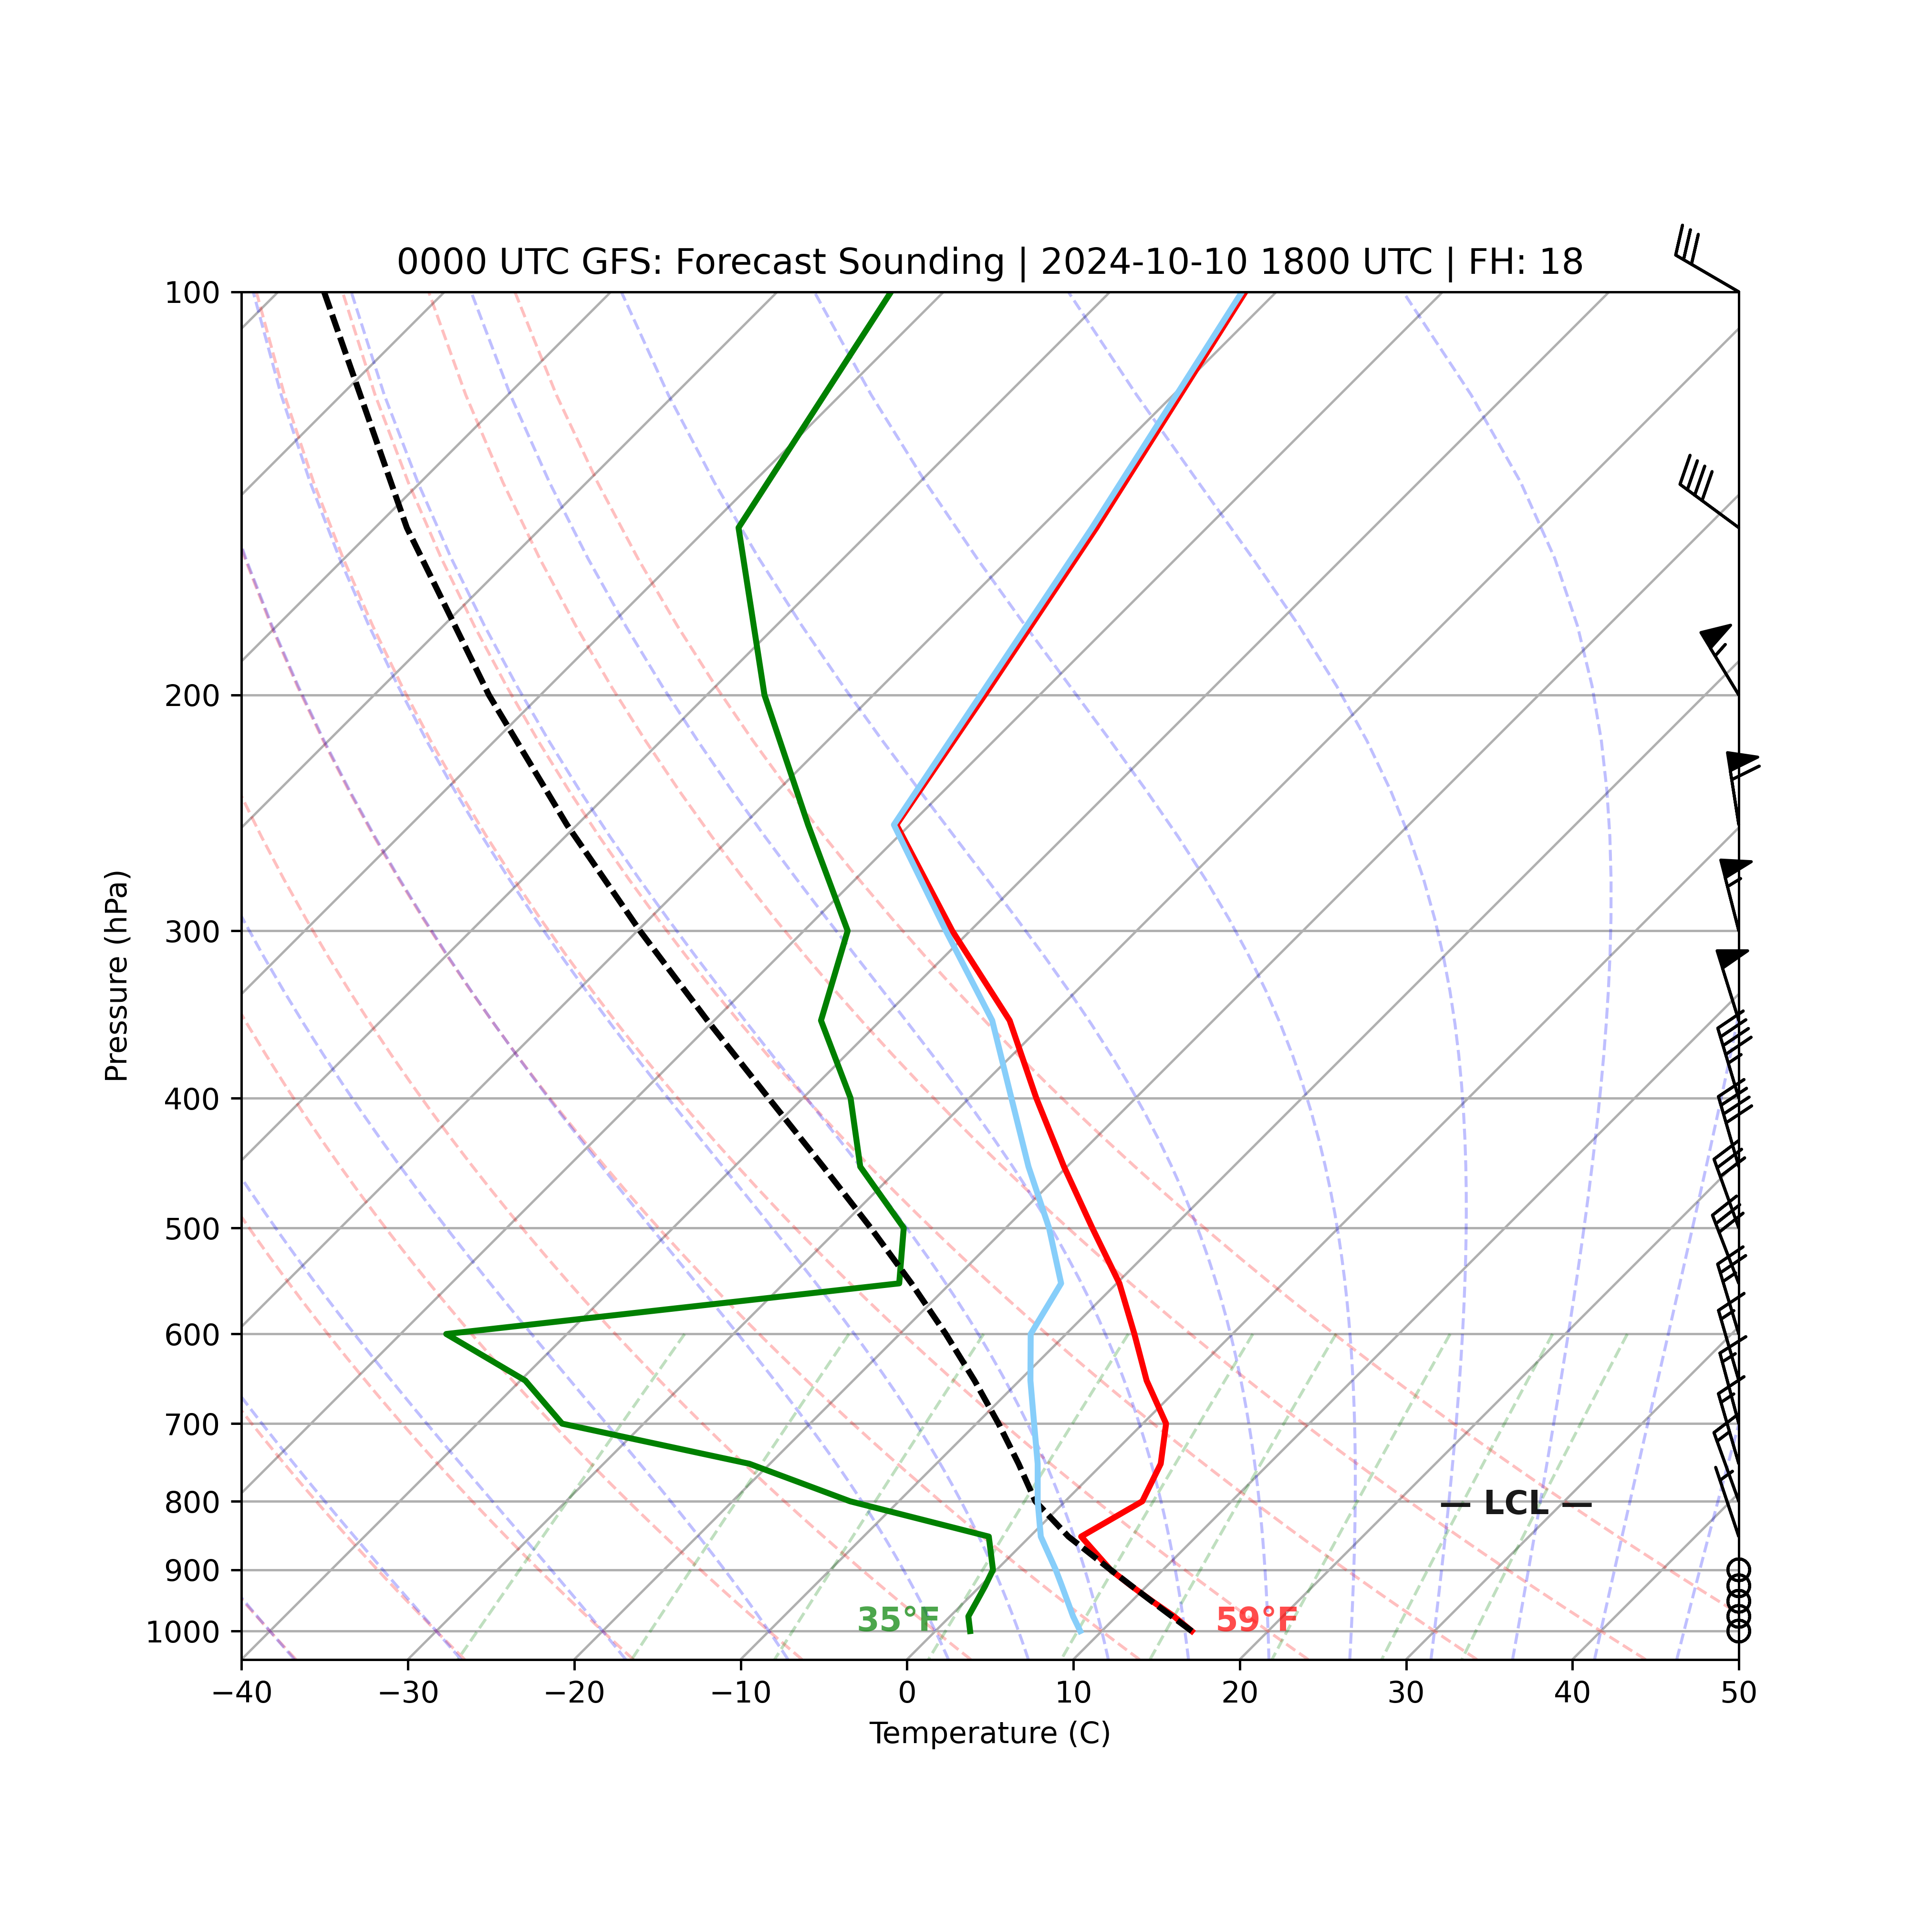 0000 UTC GFS: Forecast Sounding | 2024-10-10 1800 UTC | FH: 18
100
200
300
400
500
600
700
800
900
1000
Pressure (hPa)
— LCL —
35°F
59°F
−40 −30 −20 −10 0 10 20 30 40 50
Temperature (C)